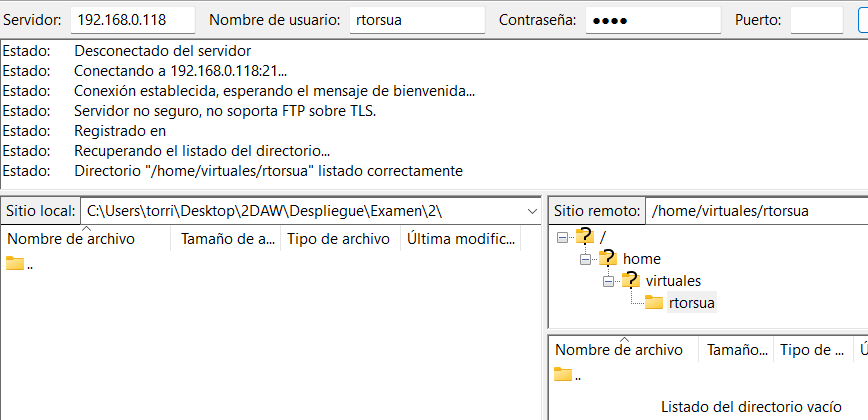 Servidor: 192.168.0.118 Nombre de usuario: rtorsua Contraseña: ●●●● Puerto:
Estado: Desconectado del servidor
Estado: Conectando a 192.168.0.118:21...
Estado: Conexión establecida, esperando el mensaje de bienvenida...
Estado: Servidor no seguro, no soporta FTP sobre TLS.
Estado: Registrado en
Estado: Recuperando el listado del directorio...
Estado: Directorio "/home/virtuales/rtorsua" listado correctamente
Sitio local: C:\Users\torri\Desktop\2DAW\Despliegue\Examen\2\
Nombre de archivo Tamaño de a... Tipo de archivo Última modific...
..
Sitio remoto: /home/virtuales/rtorsua
/
home
virtuales
rtorsua
Nombre de archivo Tamaño... Tipo de ... Ú
..
Listado del directorio vacío